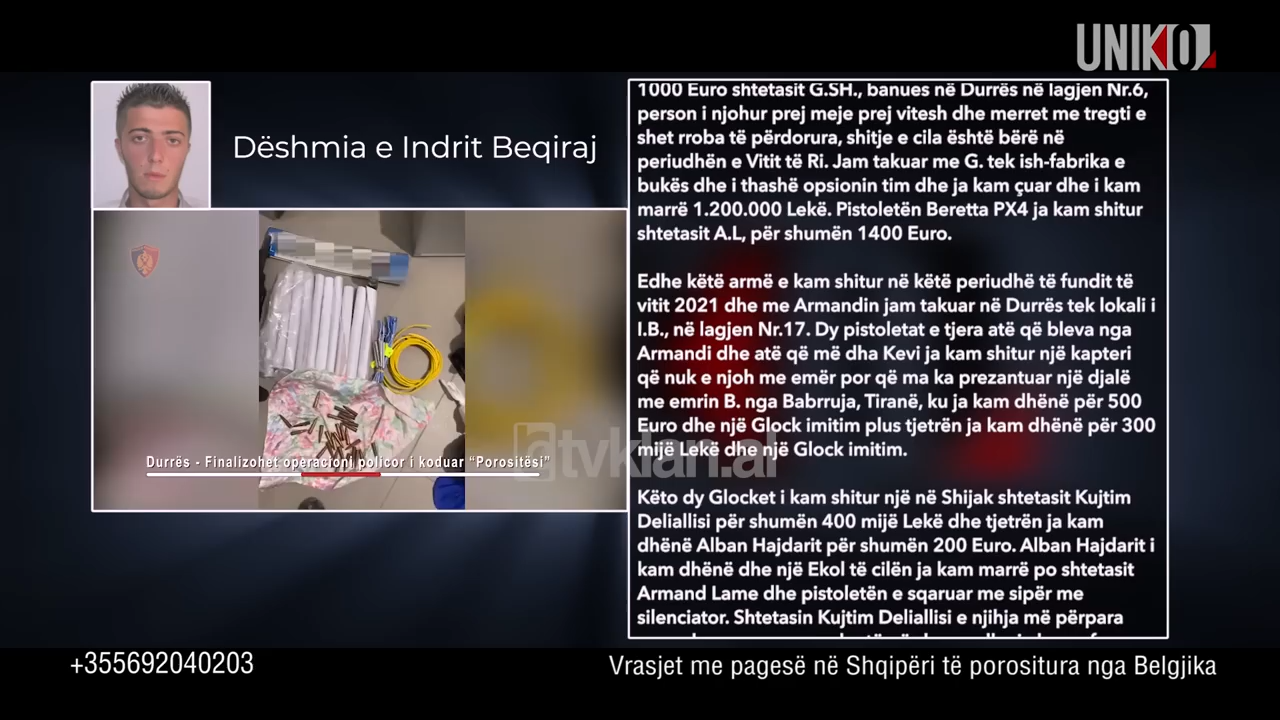 UNIKO
Dëshmia e Indrit Beqiraj
Durrës - Finalizohet operacioni policor i koduar “Porositësi”
1000 Euro shtetasit G.SH., banues në Durrës në lagjen Nr.6,
person i njohur prej meje prej vitesh dhe merret me tregti e
shet rroba të përdorura, shitje e cila është bërë në
periudhën e Vitit të Ri. Jam takuar me G. tek ish-fabrika e
bukës dhe i thashë opsionin tim dhe ja kam çuar dhe i kam
marrë 1.200.000 Lekë. Pistoletën Beretta PX4 ja kam shitur
shtetasit A.L, për shumën 1400 Euro.
Edhe këtë armë e kam shitur në këtë periudhë të fundit të
vitit 2021 dhe me Armandin jam takuar në Durrës tek lokali i
I.B., në lagjen Nr.17. Dy pistoletat e tjera atë që bleva nga
Armandi dhe atë që më dha Kevi ja kam shitur një kapteri
që nuk e njoh me emër por që ma ka prezantuar një djalë
me emrin B. nga Babrruja, Tiranë, ku ja kam dhënë për 500
Euro dhe një Glock imitim plus tjetrën ja kam dhënë për 300
mijë Lekë dhe një Glock imitim.
Këto dy Glocket i kam shitur një në Shijak shtetasit Kujtim
Deliallisi për shumën 400 mijë Lekë dhe tjetrën ja kam
dhënë Alban Hajdarit për shumën 200 Euro. Alban Hajdarit i
kam dhënë dhe një Ekol të cilën ja kam marrë po shtetasit
Armand Lame dhe pistoletën e sqaruar me sipër me
silenciator. Shtetasin Kujtim Deliallisi e njihja më përpara
tvklan.al
+355692040203
Vrasjet me pagesë në Shqipëri të porositura nga Belgjika